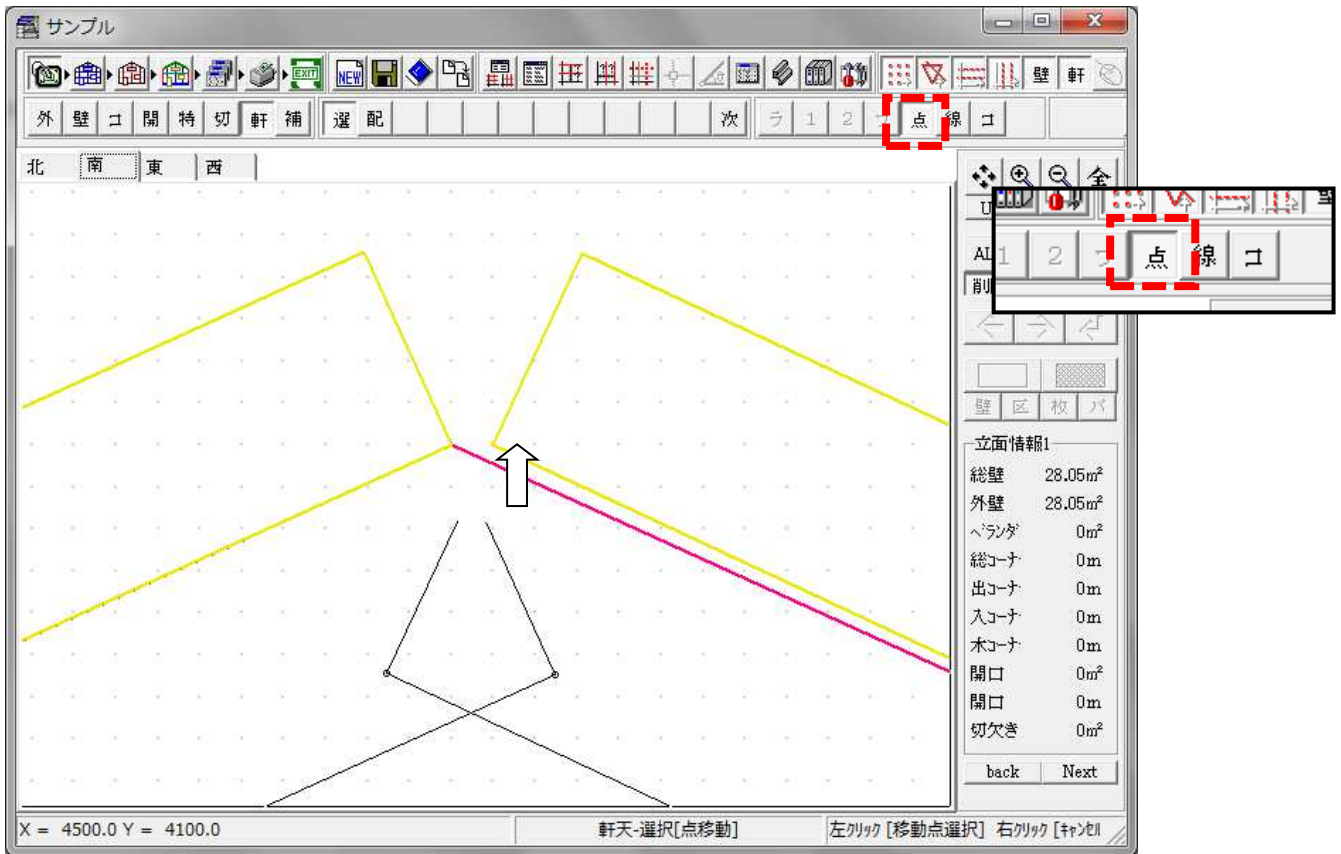 サンプル
EXIT NEW 壁 軒
外 壁 コ 開 特 切 軒 補 選 配 次 ラ 1 2 点 線 コ
北 南 東 西
全
U
AL 1 2 点 線 コ
削
壁 区 枚 パ
立面情報1
総壁 28.05m²
外壁 28.05m²
ベランダ 0m²
総コーナ 0m
出コーナ 0m
入コーナ 0m
木コーナ 0m
開口 0m²
開口 0m
切欠き 0m²
back Next
X = 4500.0 Y = 4100.0 軒天-選択[点移動] 左クリック [移動点選択] 右クリック [キャンセル